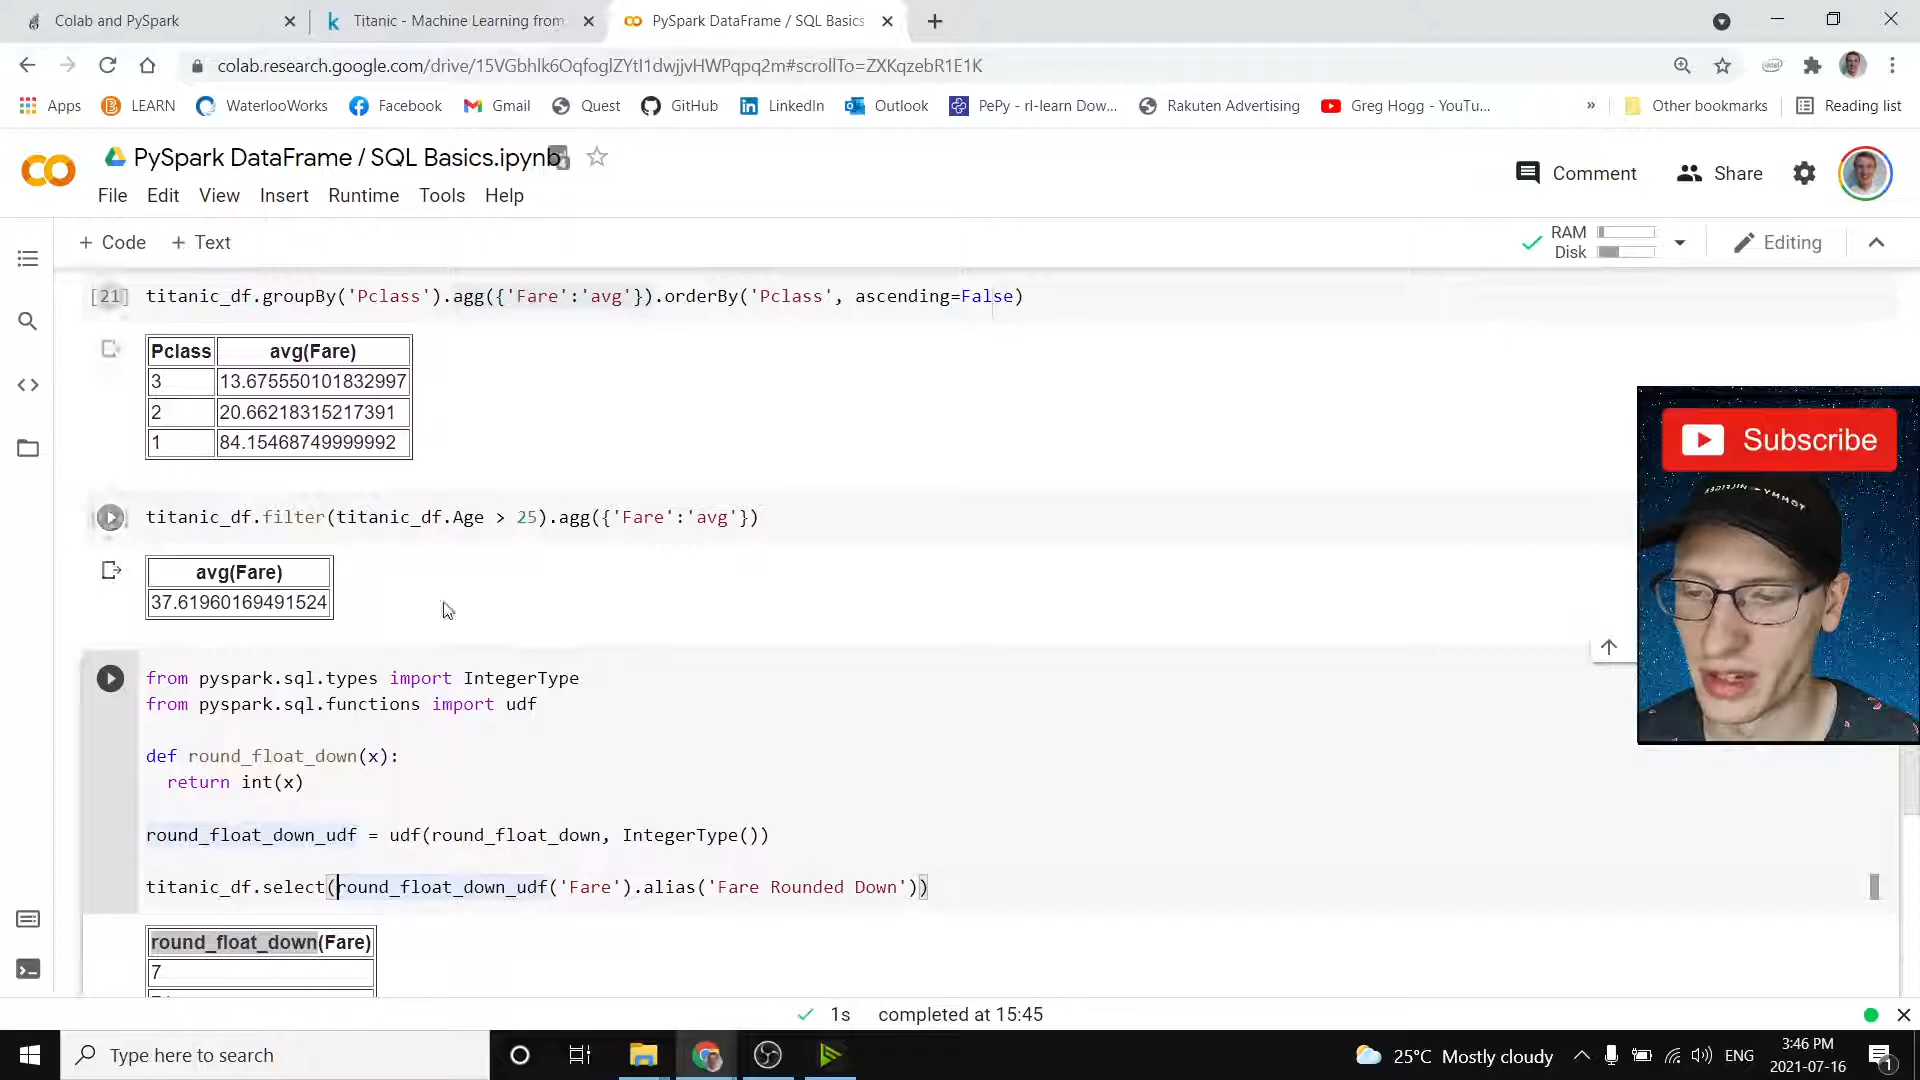 Colab and PySpark
Titanic - Machine Learning from
PySpark DataFrame / SQL Basics
colab.research.google.com/drive/15VGbhIk6OqfoglZYtI1dwjjvHWPqpq2m#scrollTo=ZXKqzebR1E1K
Apps
LEARN
WaterlooWorks
Facebook
Gmail
Quest
GitHub
LinkedIn
Outlook
PePy - rl-learn Dow...
Rakuten Advertising
Greg Hogg - YouTu...
»
Other bookmarks
Reading list
PySpark DataFrame / SQL Basics.ipynb
Comment
Share
File Edit View Insert Runtime Tools Help
+ Code + Text
RAM
Disk
Editing
[21] titanic_df.groupBy('Pclass').agg({'Fare':'avg'}).orderBy('Pclass', ascending=False)
Pclass avg(Fare)
3 13.675550101832997
2 20.66218315217391
1 84.15468749999992
Subscribe
titanic_df.filter(titanic_df.Age > 25).agg({'Fare':'avg'})
avg(Fare)
37.61960169491524
from pyspark.sql.types import IntegerType
from pyspark.sql.functions import udf
def round_float_down(x):
return int(x)
round_float_down_udf = udf(round_float_down, IntegerType())
titanic_df.select(round_float_down_udf('Fare').alias('Fare Rounded Down'))
round_float_down(Fare)
7
1s completed at 15:45
Type here to search
25°C Mostly cloudy
ENG
3:46 PM
2021-07-16
1